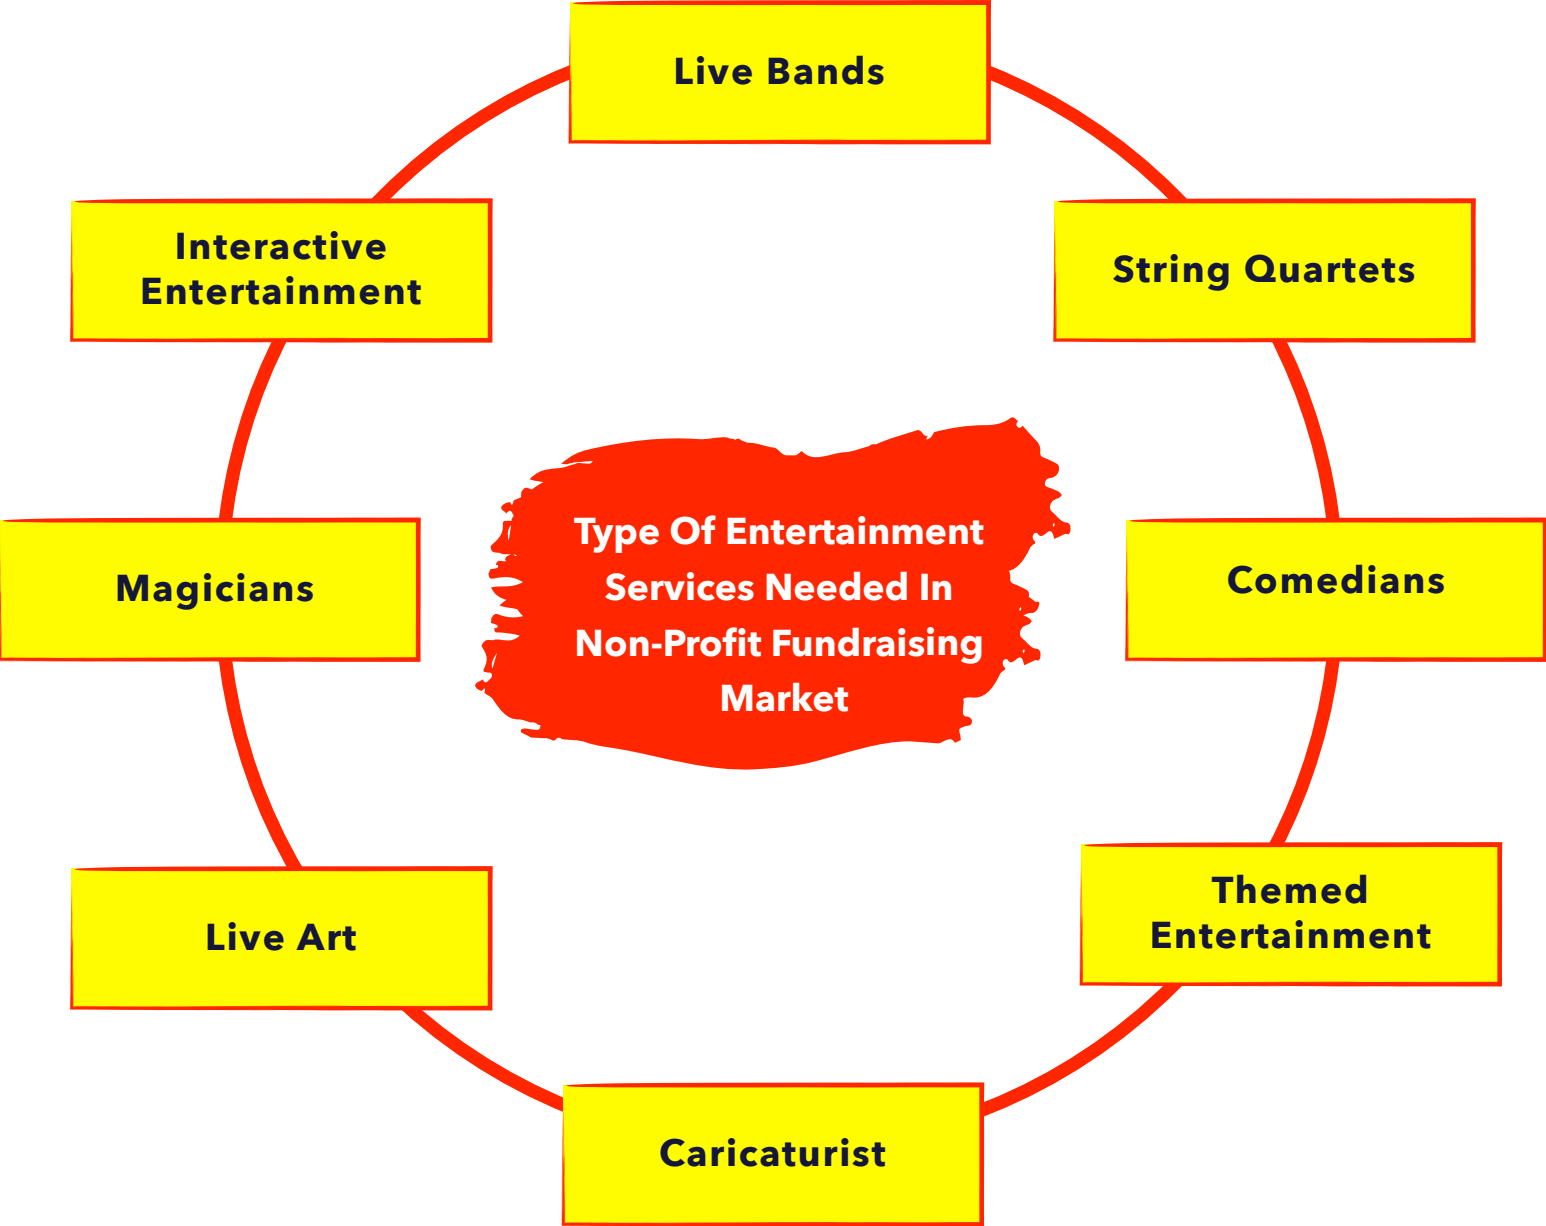 Live Bands
Interactive
Entertainment
String Quartets
Type Of Entertainment
Services Needed In
Non-Profit Fundraising
Market
Magicians
Comedians
Live Art
Themed
Entertainment
Caricaturist